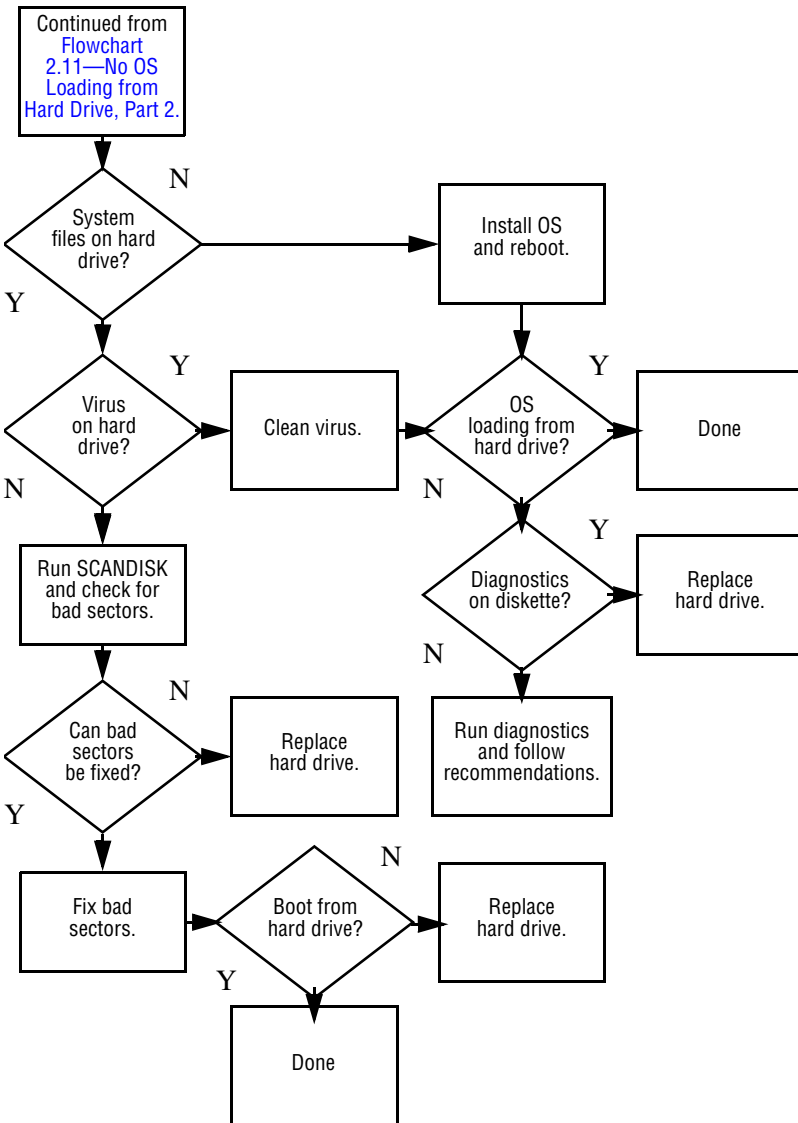 Continued from
Flowchart
2.11—No OS
Loading from
Hard Drive, Part 2.
N
System
files on hard
drive?
Install OS
and reboot.
Y
Y
Y
Virus
on hard
drive?
Clean virus.
OS
loading from
hard drive?
Done
N
N
Y
Run SCANDISK
and check for
bad sectors.
Diagnostics
on diskette?
Replace
hard drive.
N
N
Can bad
sectors
be fixed?
Replace
hard drive.
Run diagnostics
and follow
recommendations.
Y
N
Fix bad
sectors.
Boot from
hard drive?
Replace
hard drive.
Y
Done